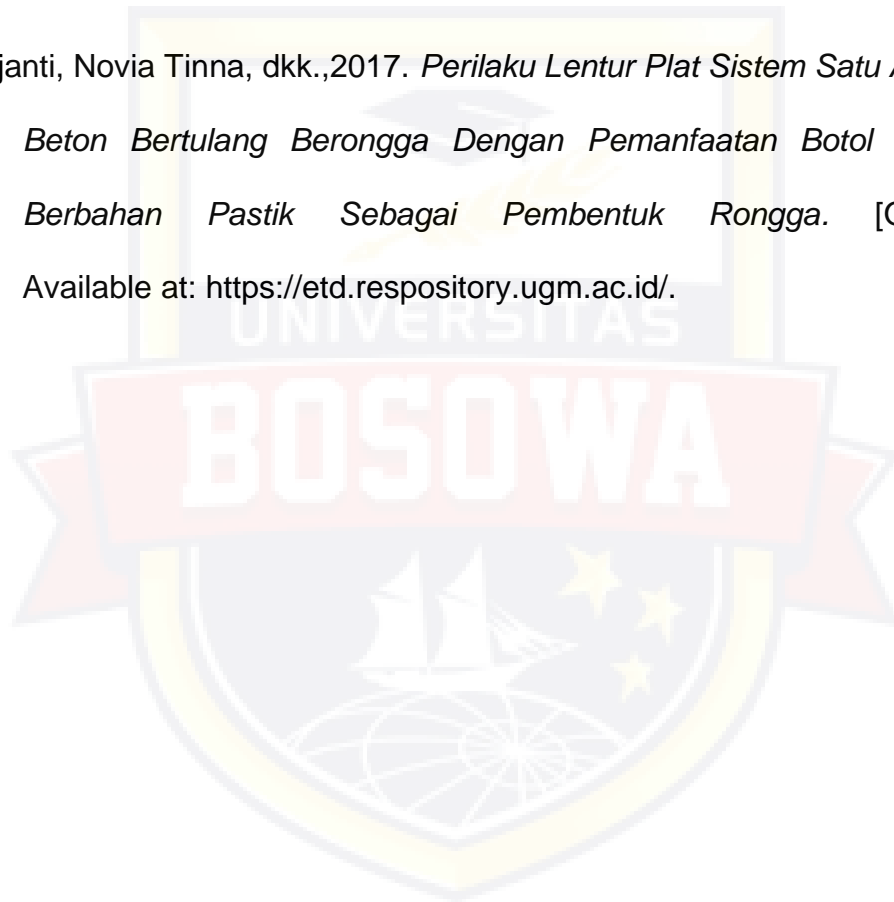 janti, Novia Tinna, dkk.,2017. Perilaku Lentur Plat Sistem Satu
Beton Bertulang Berongga Dengan Pemanfaatan Botol
Berbahan Pastik Sebagai Pembentuk Rongga.
Available at: https://etd.respository.ugm.ac.id/.
UNIVERSITAS
BOSOWA